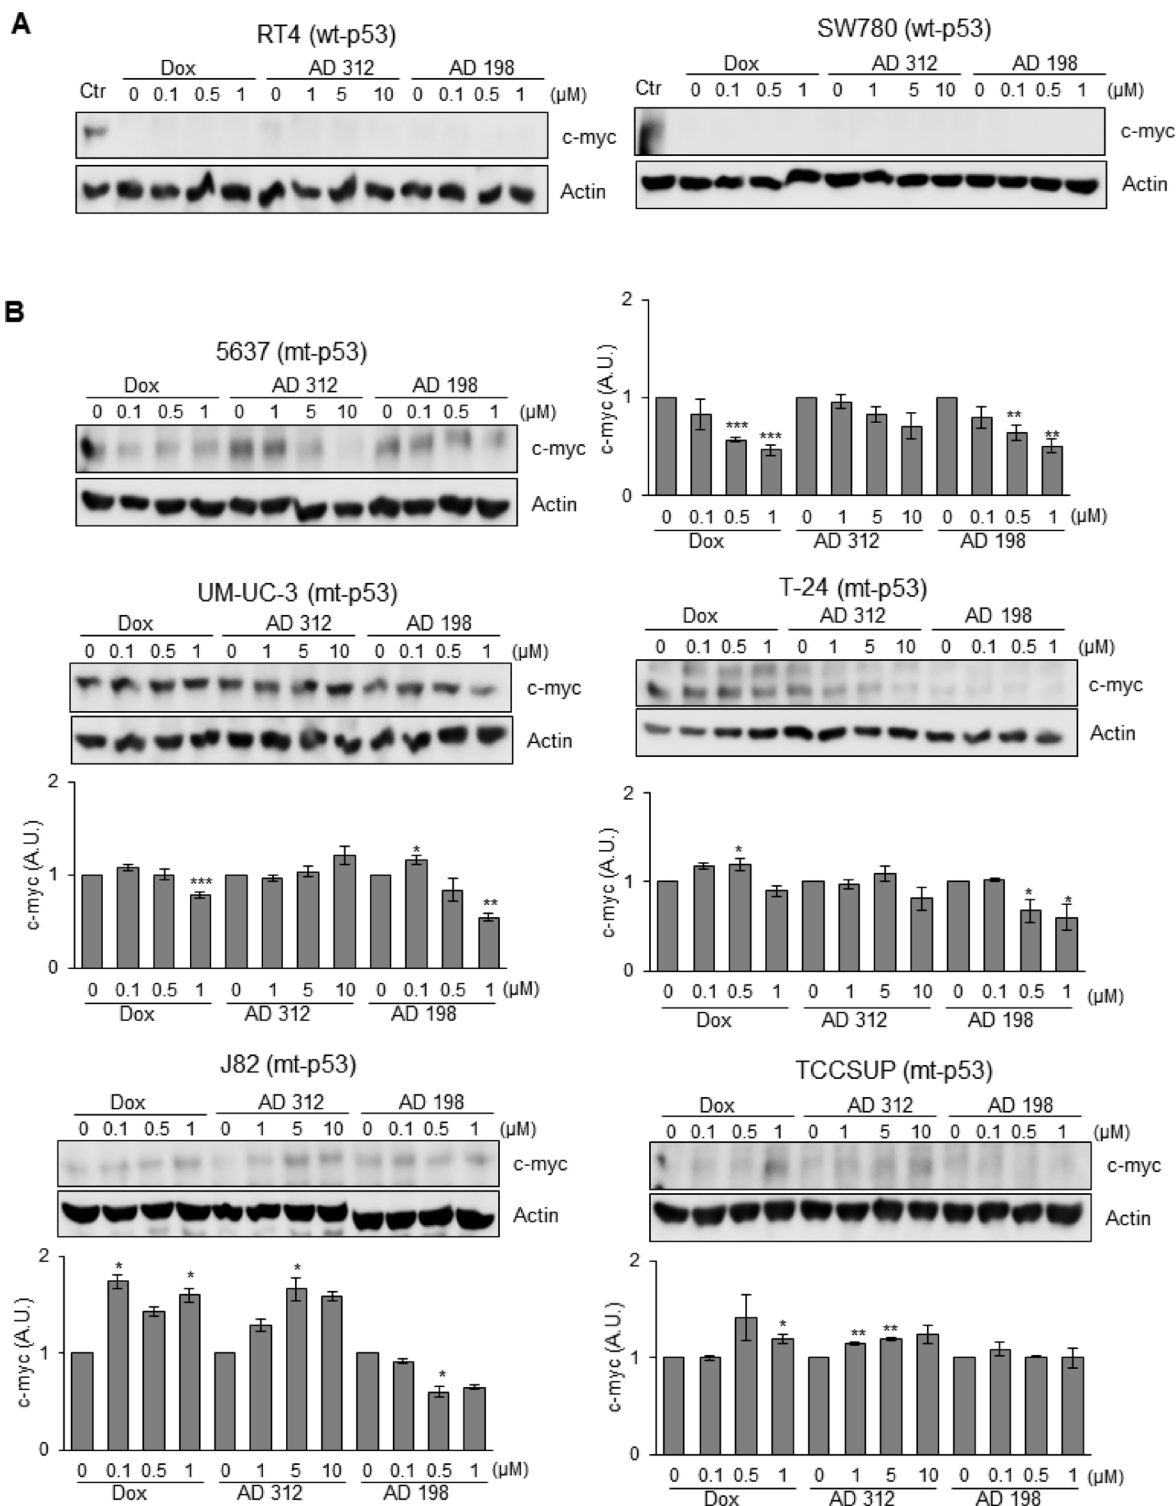 A
RT4 (wt-p53)
Dox AD 312 AD 198
Ctr 0 0.1 0.5 1 0 1 5 10 0 0.1 0.5 1 (µM)
c-myc
Actin
SW780 (wt-p53)
Dox AD 312 AD 198
Ctr 0 0.1 0.5 1 0 1 5 10 0 0.1 0.5 1 (µM)
c-myc
Actin
B
5637 (mt-p53)
Dox AD 312 AD 198
0 0.1 0.5 1 0 1 5 10 0 0.1 0.5 1 (µM)
c-myc
Actin
2
1
0
c-myc (A.U.)
*** *** ** **
0 0.1 0.5 1 0 1 5 10 0 0.1 0.5 1 (µM)
Dox AD 312 AD 198
UM-UC-3 (mt-p53)
Dox AD 312 AD 198
0 0.1 0.5 1 0 1 5 10 0 0.1 0.5 1 (µM)
c-myc
Actin
2
1
0
c-myc (A.U.)
*** * **
0 0.1 0.5 1 0 1 5 10 0 0.1 0.5 1 (µM)
Dox AD 312 AD 198
T-24 (mt-p53)
Dox AD 312 AD 198
0 0.1 0.5 1 0 1 5 10 0 0.1 0.5 1 (µM)
c-myc
Actin
2
1
0
c-myc (A.U.)
* * *
0 0.1 0.5 1 0 1 5 10 0 0.1 0.5 1 (µM)
Dox AD 312 AD 198
J82 (mt-p53)
Dox AD 312 AD 198
0 0.1 0.5 1 0 1 5 10 0 0.1 0.5 1 (µM)
c-myc
Actin
2
1
0
c-myc (A.U.)
* * * *
0 0.1 0.5 1 0 1 5 10 0 0.1 0.5 1 (µM)
Dox AD 312 AD 198
TCCSUP (mt-p53)
Dox AD 312 AD 198
0 0.1 0.5 1 0 1 5 10 0 0.1 0.5 1 (µM)
c-myc
Actin
2
1
0
c-myc (A.U.)
* ** **
0 0.1 0.5 1 0 1 5 10 0 0.1 0.5 1 (µM)
Dox AD 312 AD 198